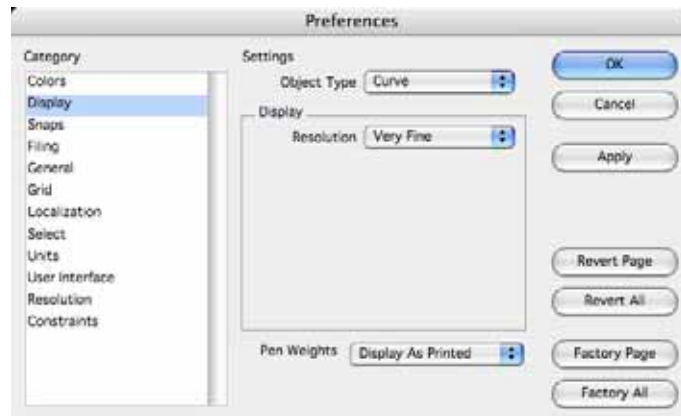 Preferences
Category
Colors
Display
Snaps
Filing
General
Grid
Localization
Select
Units
User Interface
Resolution
Constraints
Settings
Object Type Curve
Display
Resolution Very Fine
Pen Weights Display As Printed
OK
Cancel
Apply
Revert Page
Revert All
Factory Page
Factory All